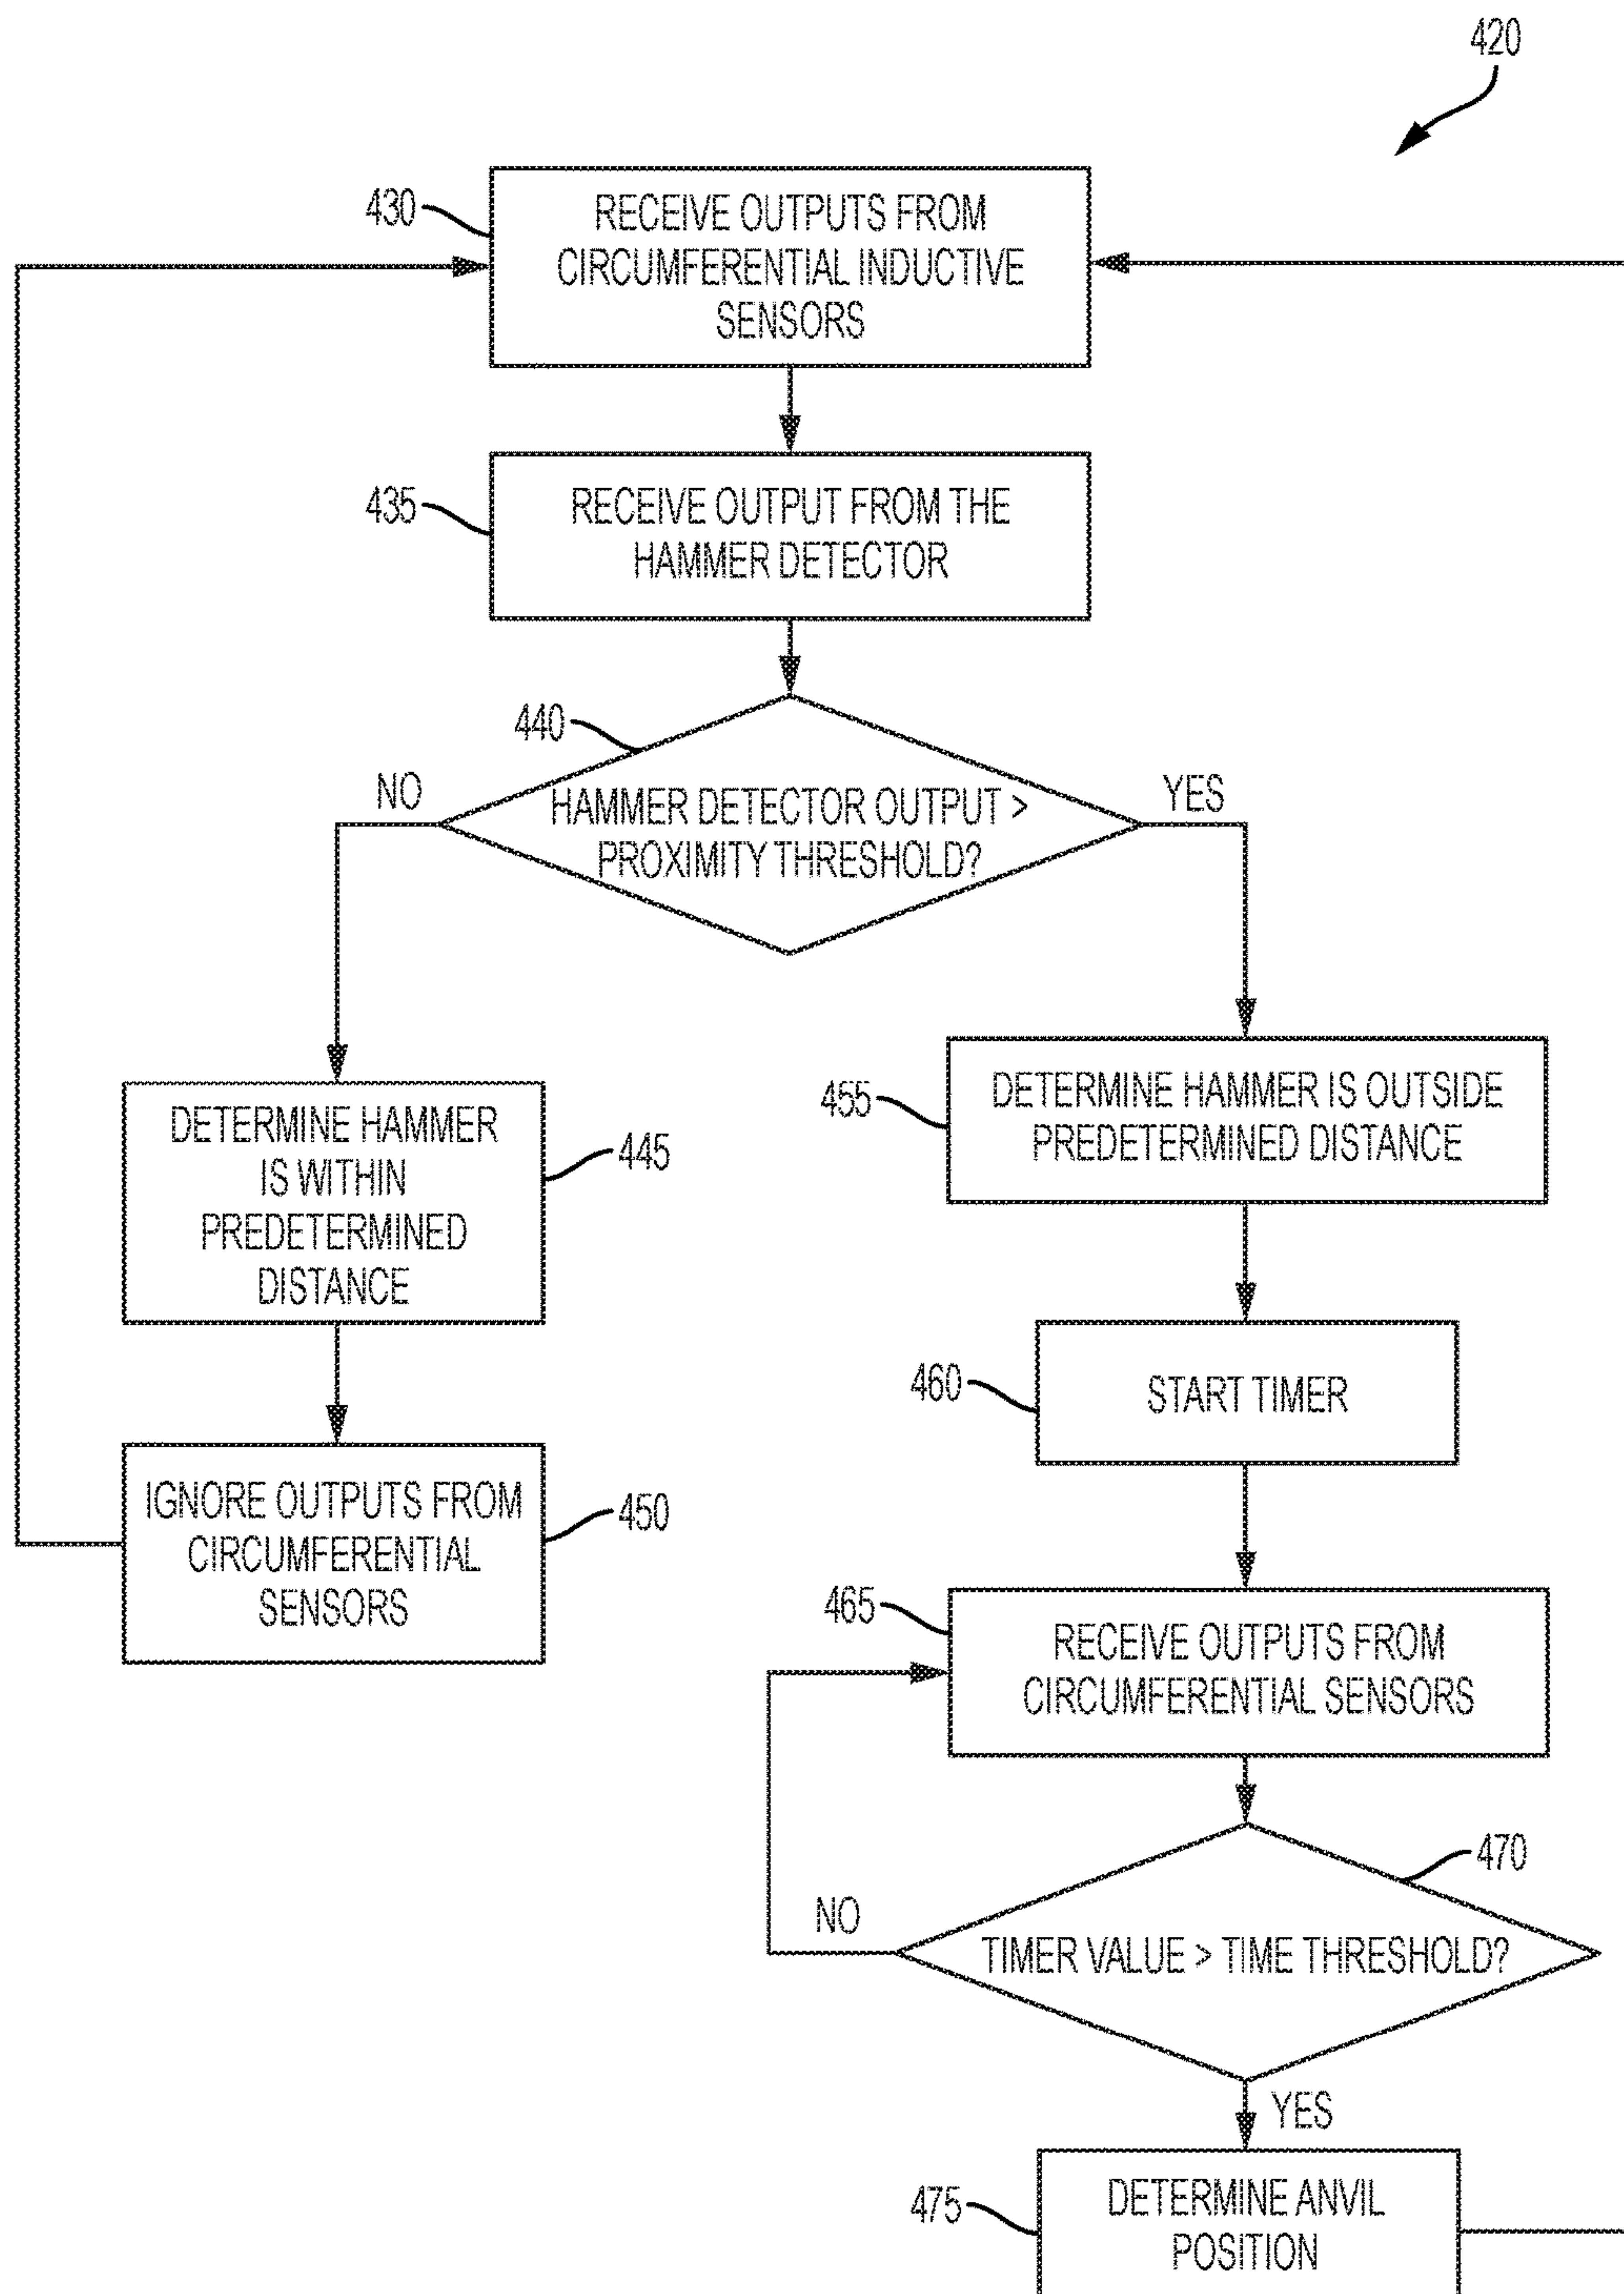 420
430
RECEIVE OUTPUTS FROM
CIRCUMFERENTIAL INDUCTIVE
SENSORS
435
RECEIVE OUTPUT FROM THE
HAMMER DETECTOR
440
NO
YES
HAMMER DETECTOR OUTPUT >
PROXIMITY THRESHOLD?
DETERMINE HAMMER
IS WITHIN
PREDETERMINED
DISTANCE
445
455
DETERMINE HAMMER IS OUTSIDE
PREDETERMINED DISTANCE
460
START TIMER
IGNORE OUTPUTS FROM
CIRCUMFERENTIAL
SENSORS
450
465
RECEIVE OUTPUTS FROM
CIRCUMFERENTIAL SENSORS
470
NO
TIMER VALUE > TIME THRESHOLD?
YES
475
DETERMINE ANVIL
POSITION